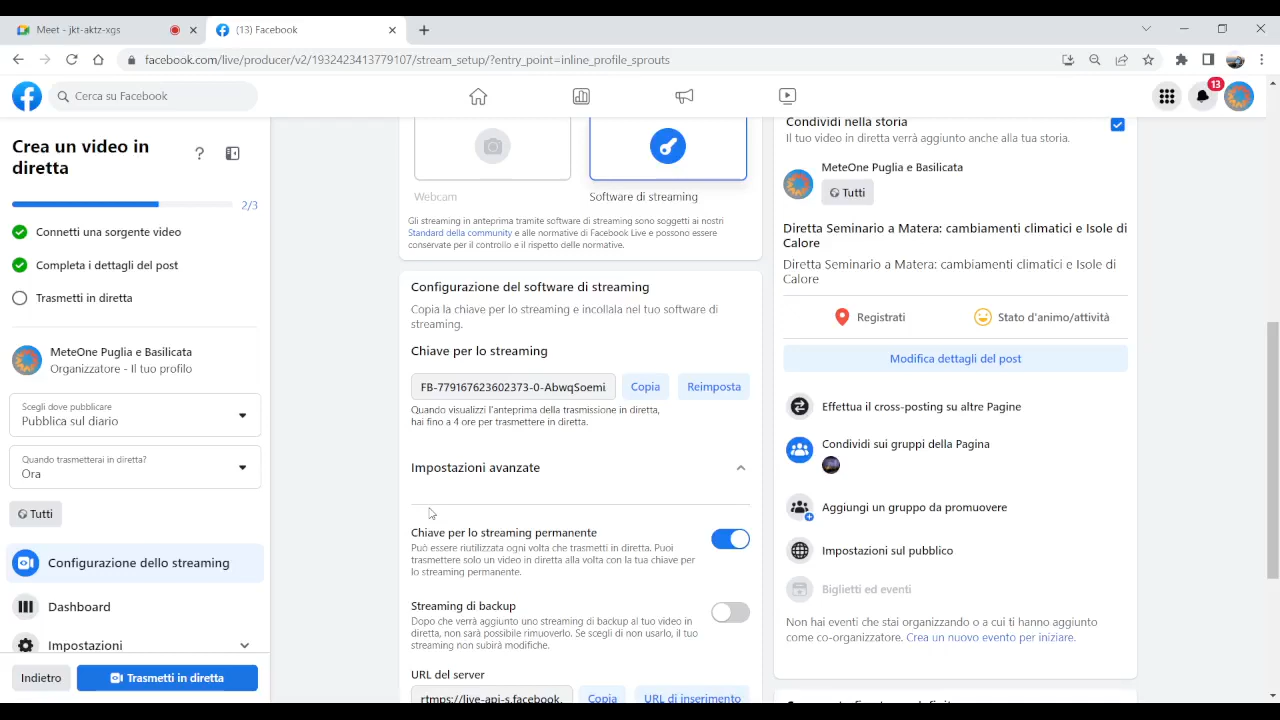 Meet - jkt-aktz-xgs
(13) Facebook
facebook.com/live/producer/v2/1932423413779107/stream_setup/?entry_point=inline_profile_sprouts
Cerca su Facebook
13
Crea un video in
diretta
?
2/3
Connetti una sorgente video
Completa i dettagli del post
Trasmetti in diretta
MeteOne Puglia e Basilicata
Organizzatore - Il tuo profilo
Scegli dove pubblicare
Pubblica sul diario
Quando trasmetterai in diretta?
Ora
Tutti
Configurazione dello streaming
Dashboard
Impostazioni
Indietro
Trasmetti in diretta
Webcam
Software di streaming
Gli streaming in anteprima tramite software di streaming sono soggetti ai nostri
Standard della community e alle normative di Facebook Live e possono essere
conservate per il controllo e il rispetto delle normative.
Configurazione del software di streaming
Copia la chiave per lo streaming e incollala nel tuo software di
streaming.
Chiave per lo streaming
FB-779167623602373-0-AbwqSoemi
Copia
Reimposta
Quando visualizzi l'anteprima della trasmissione in diretta,
hai fino a 4 ore per trasmettere in diretta.
Impostazioni avanzate
Chiave per lo streaming permanente
Può essere riutilizzata ogni volta che trasmetti in diretta. Puoi
trasmettere solo un video in diretta alla volta con la tua chiave per
lo streaming permanente.
Streaming di backup
Dopo che verrà aggiunto uno streaming di backup al tuo video in
diretta, non sarà possibile rimuoverlo. Se scegli di non usarlo, il tuo
streaming non subirà modifiche.
URL del server
rtmps://live-api-s.facebook.
Copia
URL di inserimento
Condividi nella storia
Il tuo video in diretta verrà aggiunto anche alla tua storia.
MeteOne Puglia e Basilicata
Tutti
Diretta Seminario a Matera: cambiamenti climatici e Isole di
Calore
Diretta Seminario a Matera: cambiamenti climatici e Isole di
Calore
Registrati
Stato d'animo/attività
Modifica dettagli del post
Effettua il cross-posting su altre Pagine
Condividi sui gruppi della Pagina
Aggiungi un gruppo da promuovere
Impostazioni sul pubblico
Biglietti ed eventi
Non hai eventi che stai organizzando o a cui ti hanno aggiunto
come co-organizzatore. Crea un nuovo evento per iniziare.